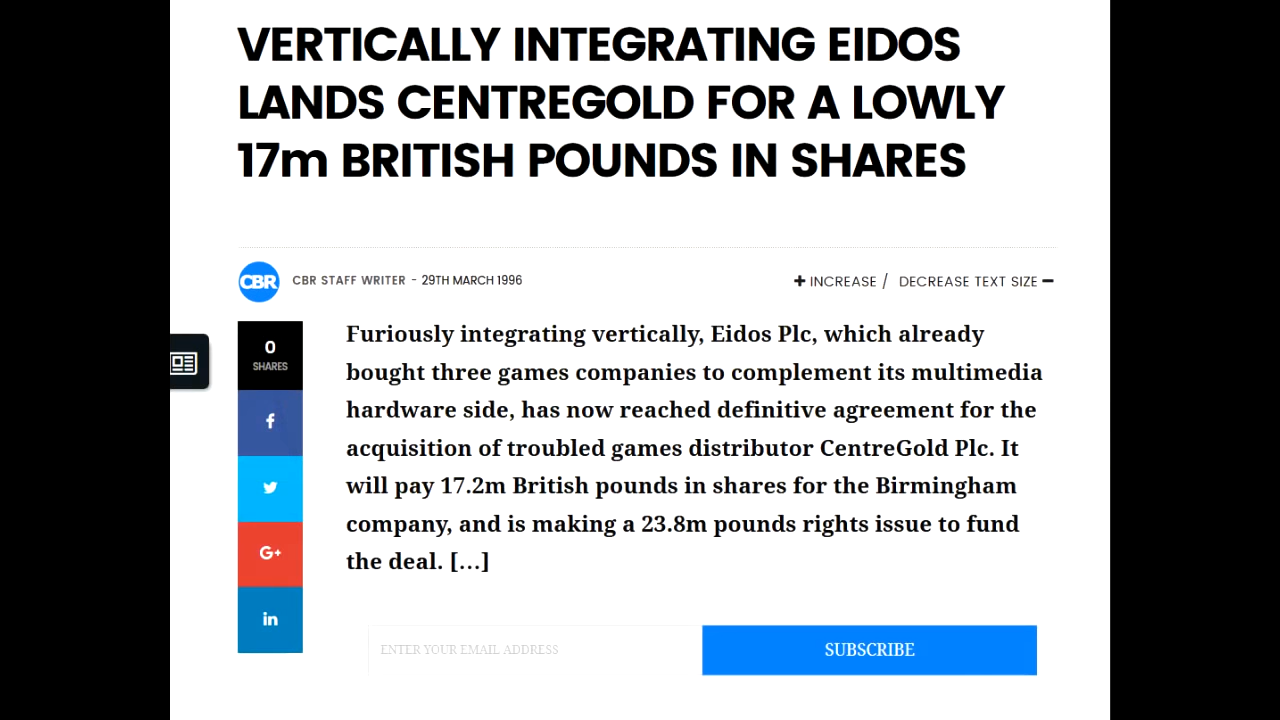 VERTICALLY INTEGRATING EIDOS
LANDS CENTREGOLD FOR A LOWLY
17m BRITISH POUNDS IN SHARES
CBR CBR STAFF WRITER - 29TH MARCH 1996
+ INCREASE / DECREASE TEXT SIZE −
0
SHARES
f
G+
in
Furiously integrating vertically, Eidos Plc, which already
bought three games companies to complement its multimedia
hardware side, has now reached definitive agreement for the
acquisition of troubled games distributor CentreGold Plc. It
will pay 17.2m British pounds in shares for the Birmingham
company, and is making a 23.8m pounds rights issue to fund
the deal. […]
ENTER YOUR EMAIL ADDRESS
SUBSCRIBE